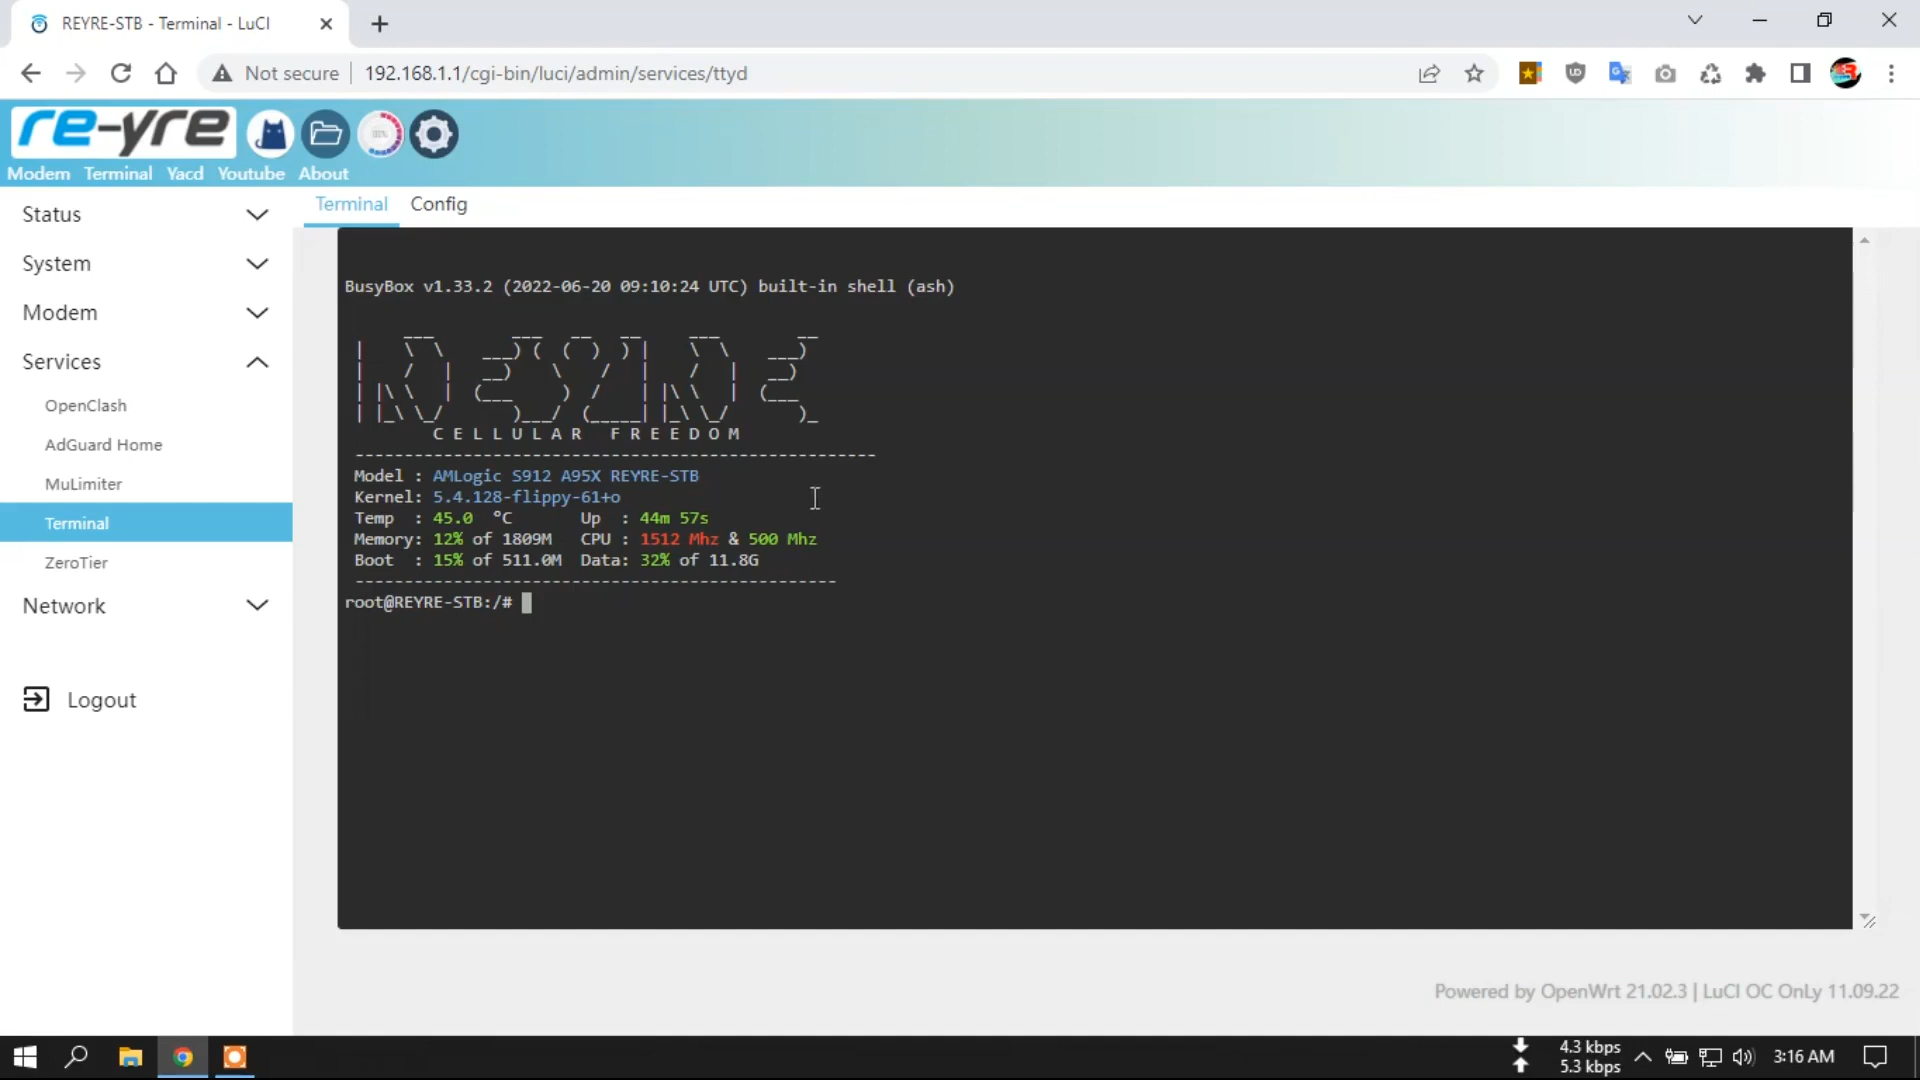 REYRE-STB - Terminal - LuCI
Not secure
192.168.1.1/cgi-bin/luci/admin/services/ttyd
re-yre
Modem Terminal Yacd Youtube About
Status
System
Modem
Services
OpenClash
AdGuard Home
MuLimiter
Terminal
ZeroTier
Network
Logout
Terminal Config
BusyBox v1.33.2 (2022-06-20 09:10:24 UTC) built-in shell (ash)
REYRE
C E L L U L A R F R E E D O M
-----------------------------------------------------
Model : AMLogic S912 A95X REYRE-STB
Kernel: 5.4.128-flippy-61+o
Temp : 45.0 °C Up : 44m 57s
Memory: 12% of 1809M CPU : 1512 Mhz & 500 Mhz
Boot : 15% of 511.0M Data: 32% of 11.8G
-------------------------------------------------
root@REYRE-STB:/#
Powered by OpenWrt 21.02.3 | LuCI OC OnLy 11.09.22
4.3 kbps
5.3 kbps
3:16 AM